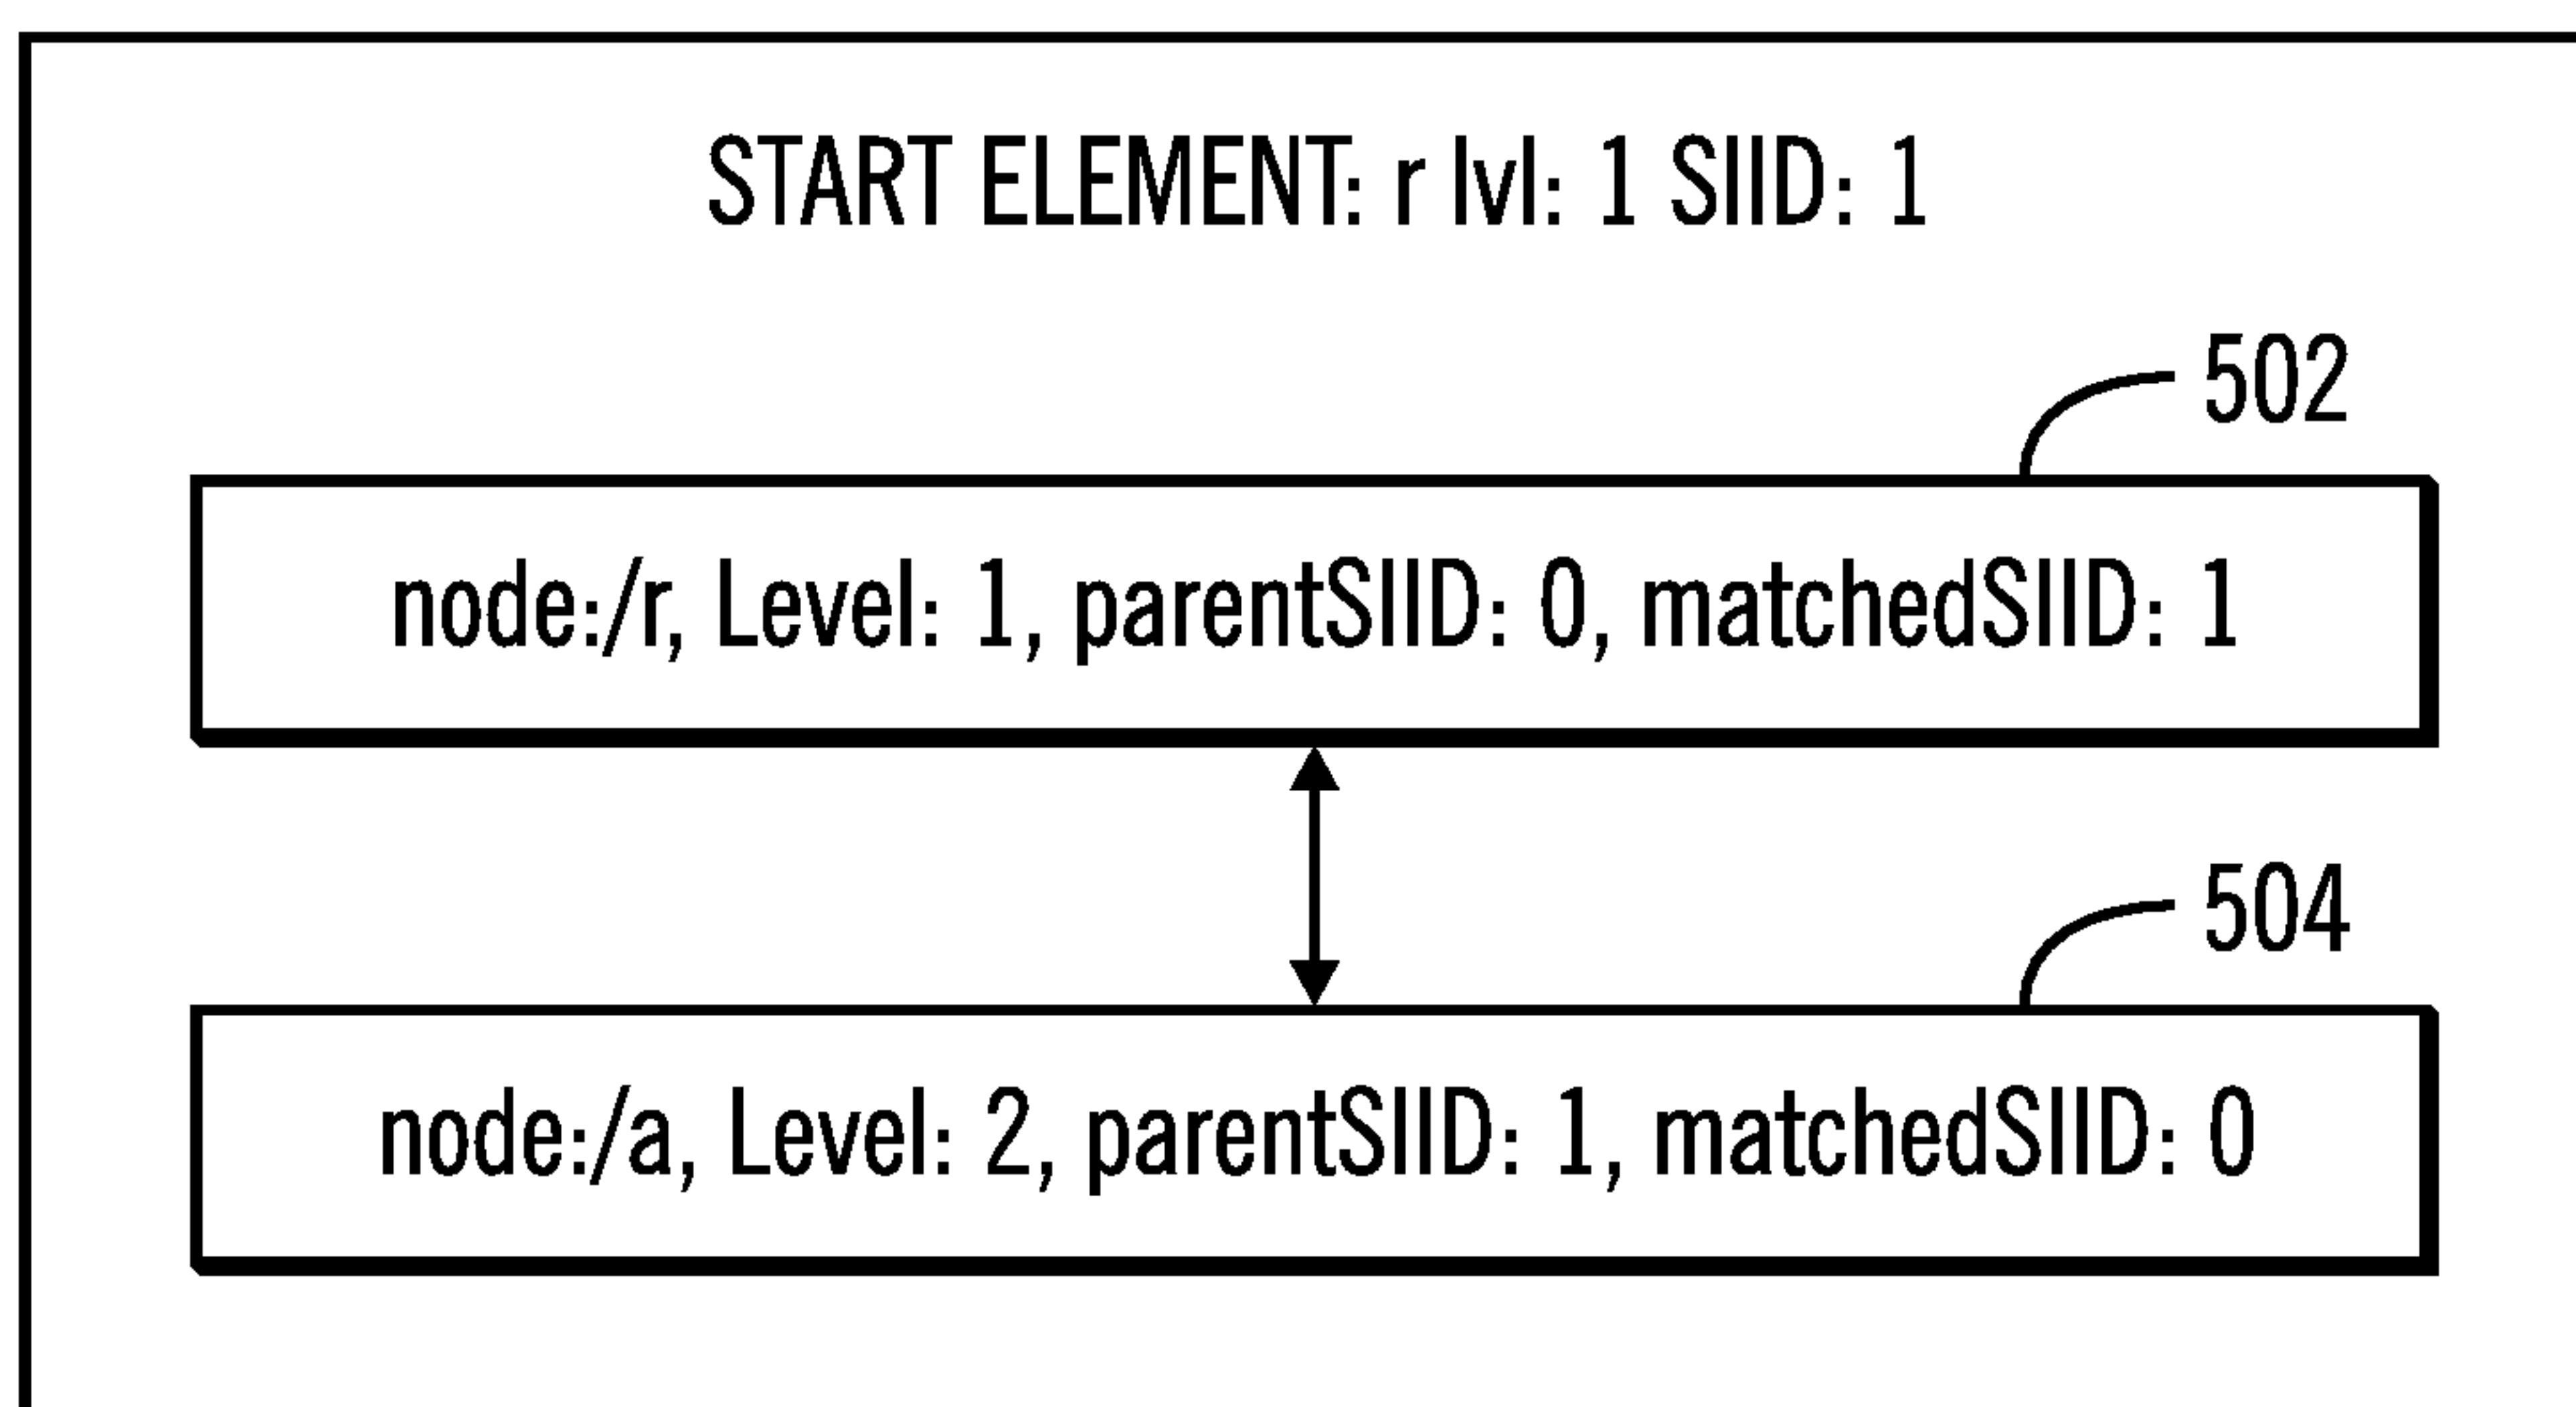 START ELEMENT: r lvl: 1 SIID: 1
502
node:/r, Level: 1, parentSIID: 0, matchedSIID: 1
504
node:/a, Level: 2, parentSIID: 1, matchedSIID: 0